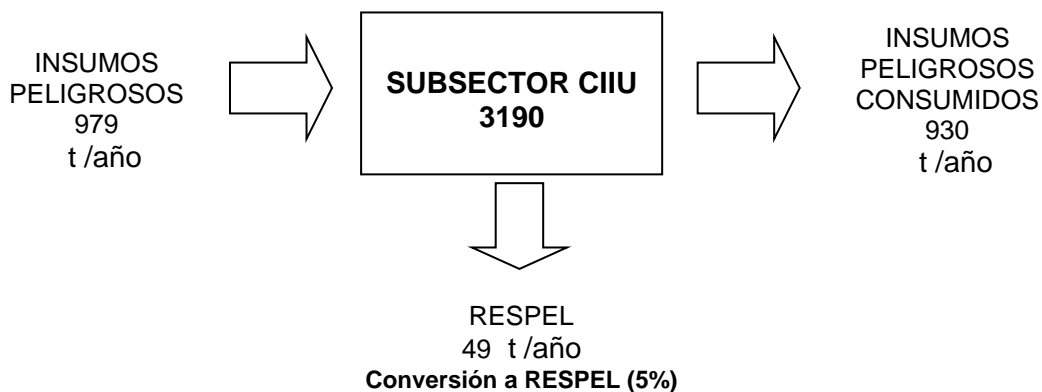 INSUMOS
PELIGROSOS
979
t /año
SUBSECTOR CIIU
3190
INSUMOS
PELIGROSOS
CONSUMIDOS
930
t /año
RESPEL
49 t /año
Conversión a RESPEL (5%)